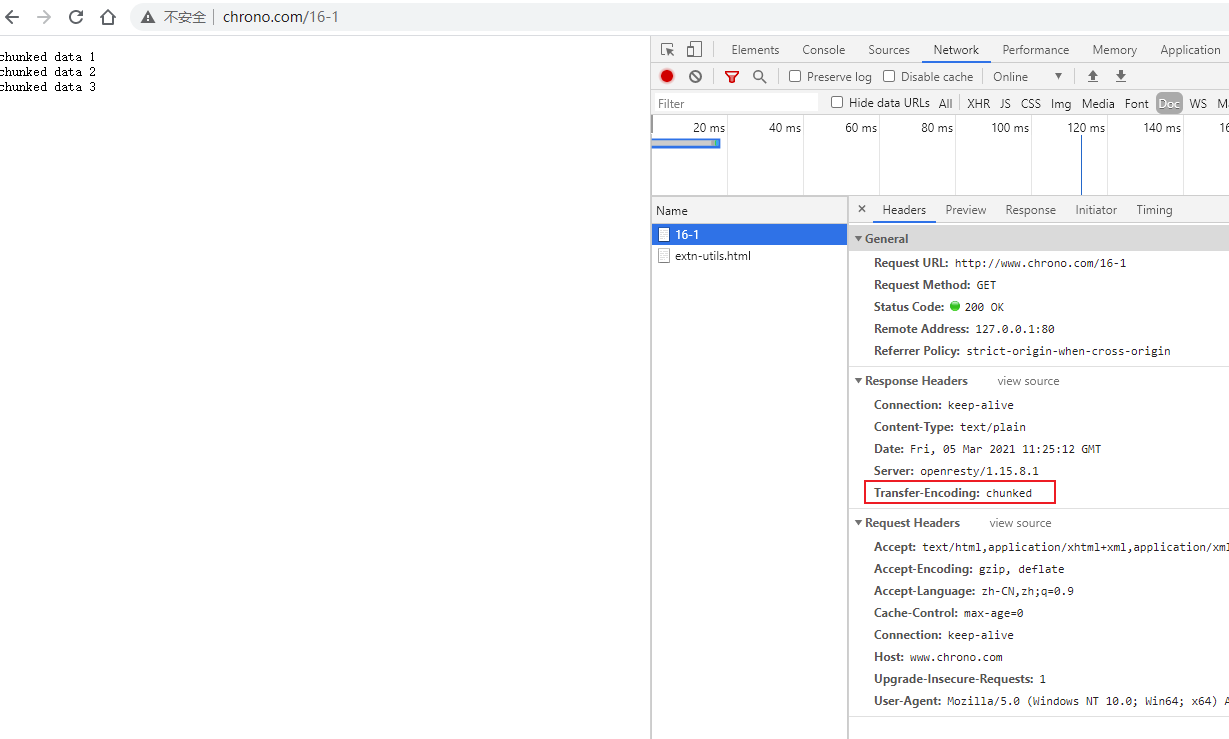 不安全 | chrono.com/16-1
chunked data 1
chunked data 2
chunked data 3
Elements Console Sources Network Performance Memory Application
Preserve log Disable cache Online
Filter Hide data URLs All XHR JS CSS Img Media Font Doc WS
20 ms 40 ms 60 ms 80 ms 100 ms 120 ms 140 ms
Name
16-1
extn-utils.html
× Headers Preview Response Initiator Timing
General
Request URL: http://www.chrono.com/16-1
Request Method: GET
Status Code: 200 OK
Remote Address: 127.0.0.1:80
Referrer Policy: strict-origin-when-cross-origin
Response Headers view source
Connection: keep-alive
Content-Type: text/plain
Date: Fri, 05 Mar 2021 11:25:12 GMT
Server: openresty/1.15.8.1
Transfer-Encoding: chunked
Request Headers view source
Accept: text/html,application/xhtml+xml,application/xml
Accept-Encoding: gzip, deflate
Accept-Language: zh-CN,zh;q=0.9
Cache-Control: max-age=0
Connection: keep-alive
Host: www.chrono.com
Upgrade-Insecure-Requests: 1
User-Agent: Mozilla/5.0 (Windows NT 10.0; Win64; x64)